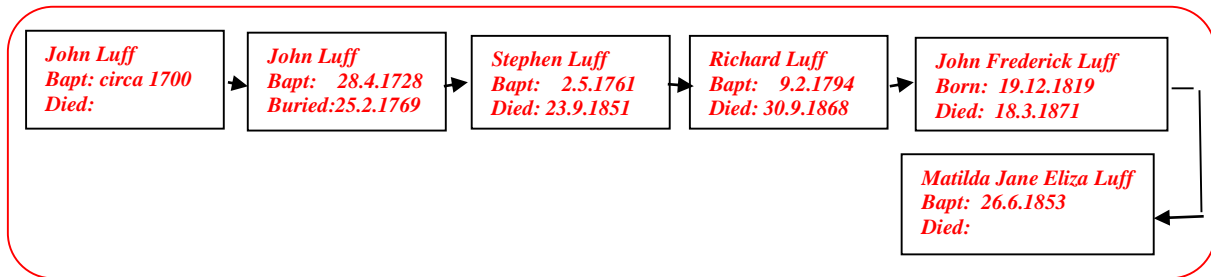 John Luff
Bapt: circa 1700
Died:
John Luff
Bapt: 28.4.1728
Buried:25.2.1769
Stephen Luff
Bapt: 2.5.1761
Died: 23.9.1851
Richard Luff
Bapt: 9.2.1794
Died: 30.9.1868
John Frederick Luff
Born: 19.12.1819
Died: 18.3.1871
Matilda Jane Eliza Luff
Bapt: 26.6.1853
Died: